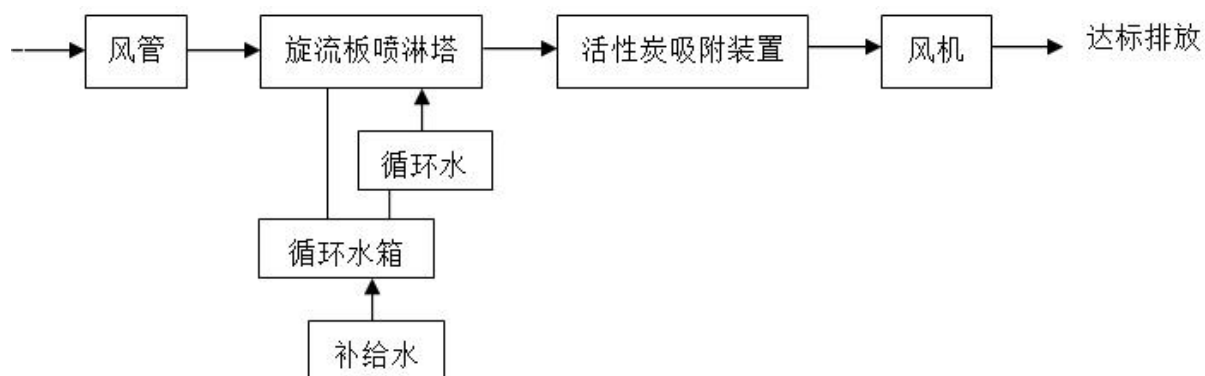 风管
旋流板喷淋塔
活性炭吸附装置
风机
达标排放
循环水
循环水箱
补给水